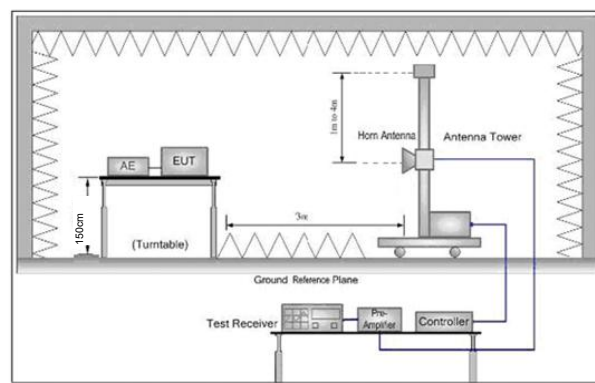 1m to 4m
Horn Antenna
Antenna Tower
AE
EUT
150cm
(Turntable)
3m
Ground Reference Plane
Test Receiver
Pre-
Amplifier
Controller